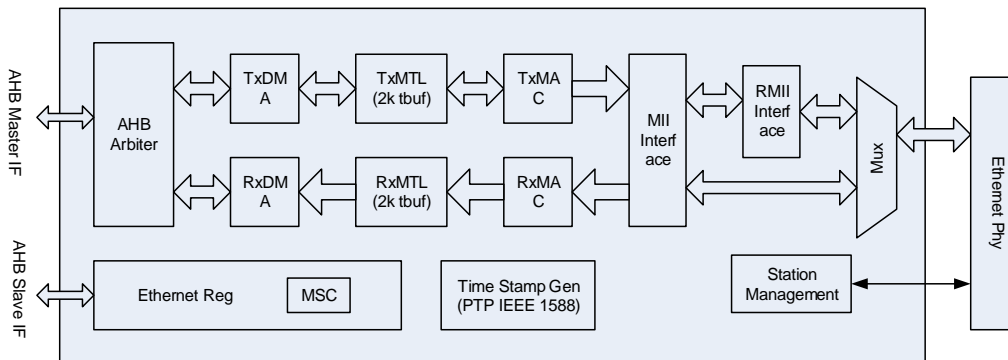 AHB Master IF
AHB Slave IF
AHB
Arbiter
TxDM
A
TxMTL
(2k tbuf)
TxMA
C
MII
Interf
ace
RMII
Interf
ace
Mux
Ethernet Phy
RxDM
A
RxMTL
(2k tbuf)
RxMA
C
Ethernet Reg
MSC
Time Stamp Gen
(PTP IEEE 1588)
Station
Management